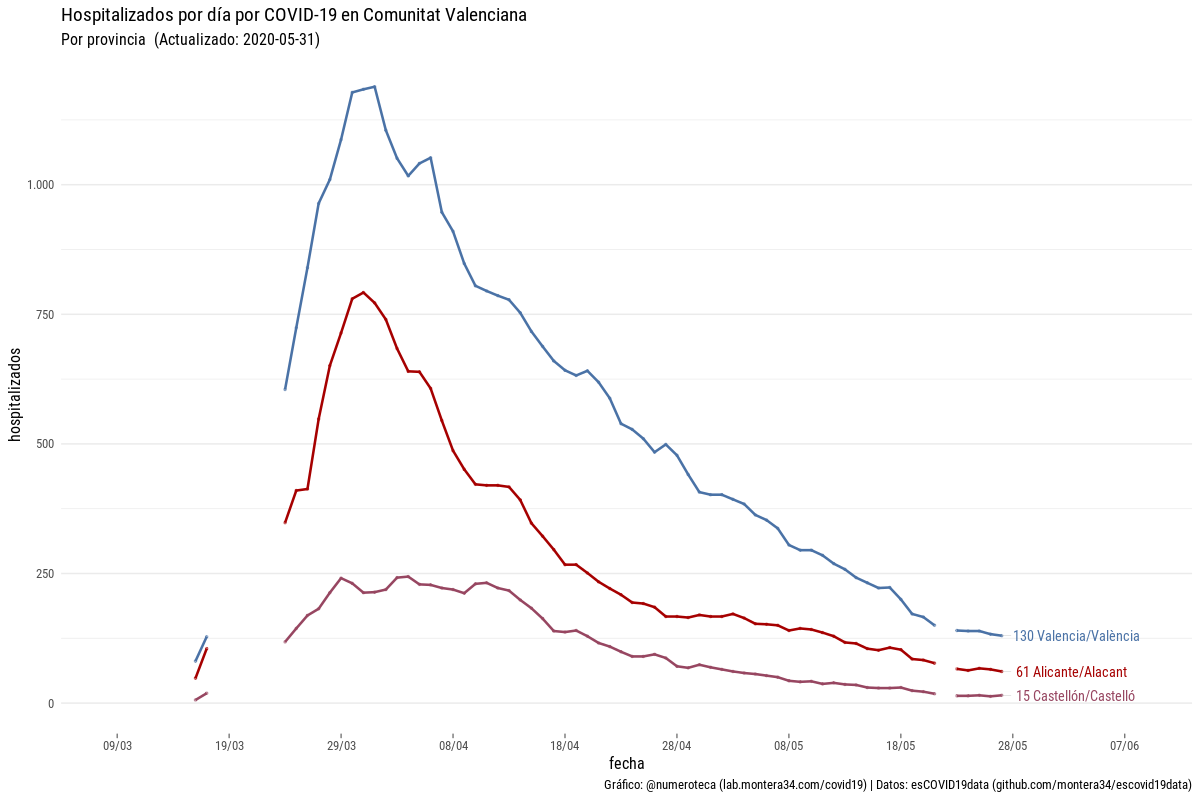 Hospitalizados por día por COVID-19 en Comunitat Valenciana
Por provincia (Actualizado: 2020-05-31)
hospitalizados
1.000
750
500
250
0
130 Valencia/València
61 Alicante/Alacant
15 Castellón/Castelló
09/03 19/03 29/03 08/04 18/04 28/04 08/05 18/05 28/05 07/06
fecha
Gráfico: @numeroteca (lab.montera34.com/covid19) | Datos: esCOVID19data (github.com/montera34/escovid19data)